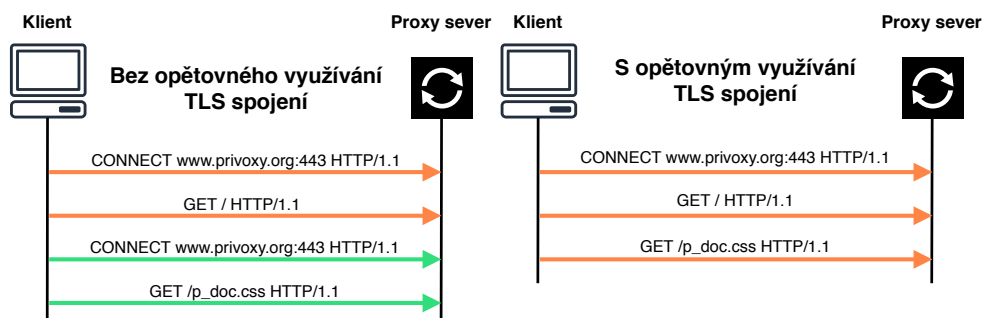 Klient
Proxy sever
Bez opětovného využívání
TLS spojení
CONNECT www.privoxy.org:443 HTTP/1.1
GET / HTTP/1.1
CONNECT www.privoxy.org:443 HTTP/1.1
GET /p_doc.css HTTP/1.1
Klient
Proxy sever
S opětovným využívání
TLS spojení
CONNECT www.privoxy.org:443 HTTP/1.1
GET / HTTP/1.1
GET /p_doc.css HTTP/1.1